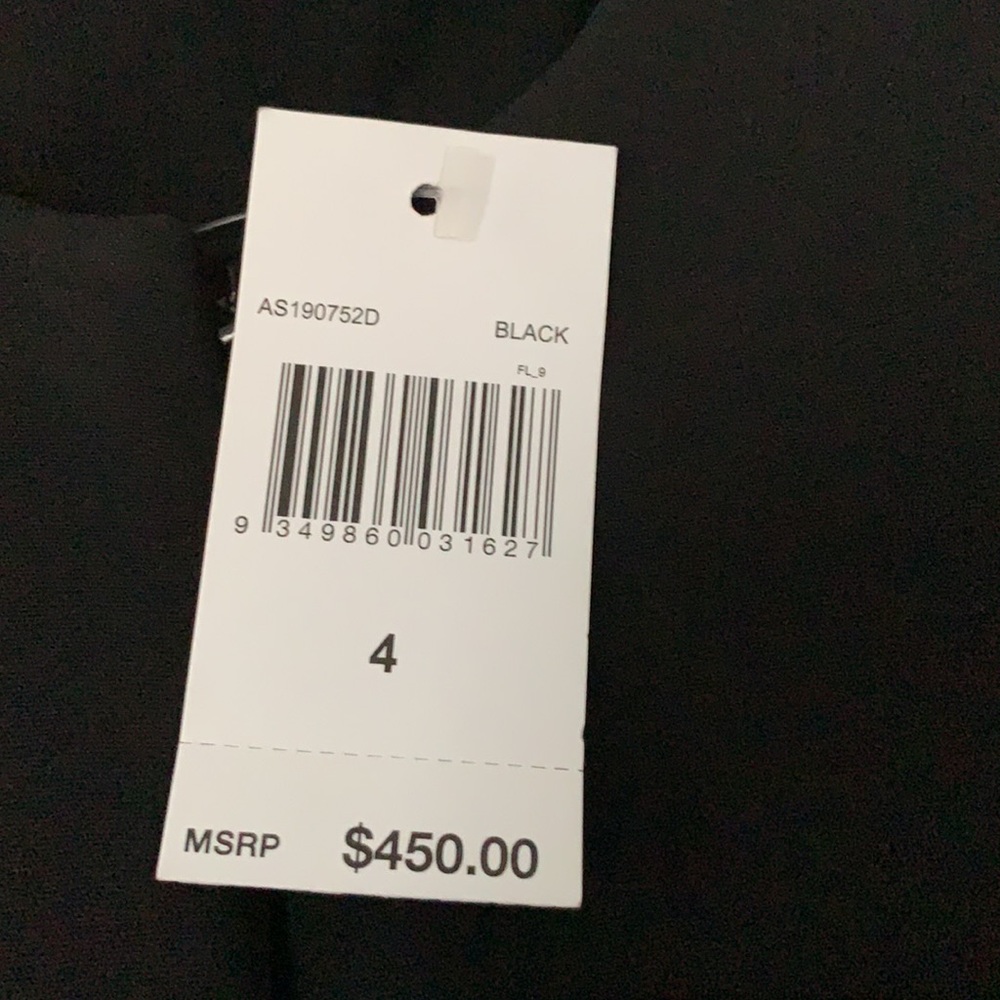 AS190752D
BLACK
FL_9
9 349860 031627
4
MSRP $450.00